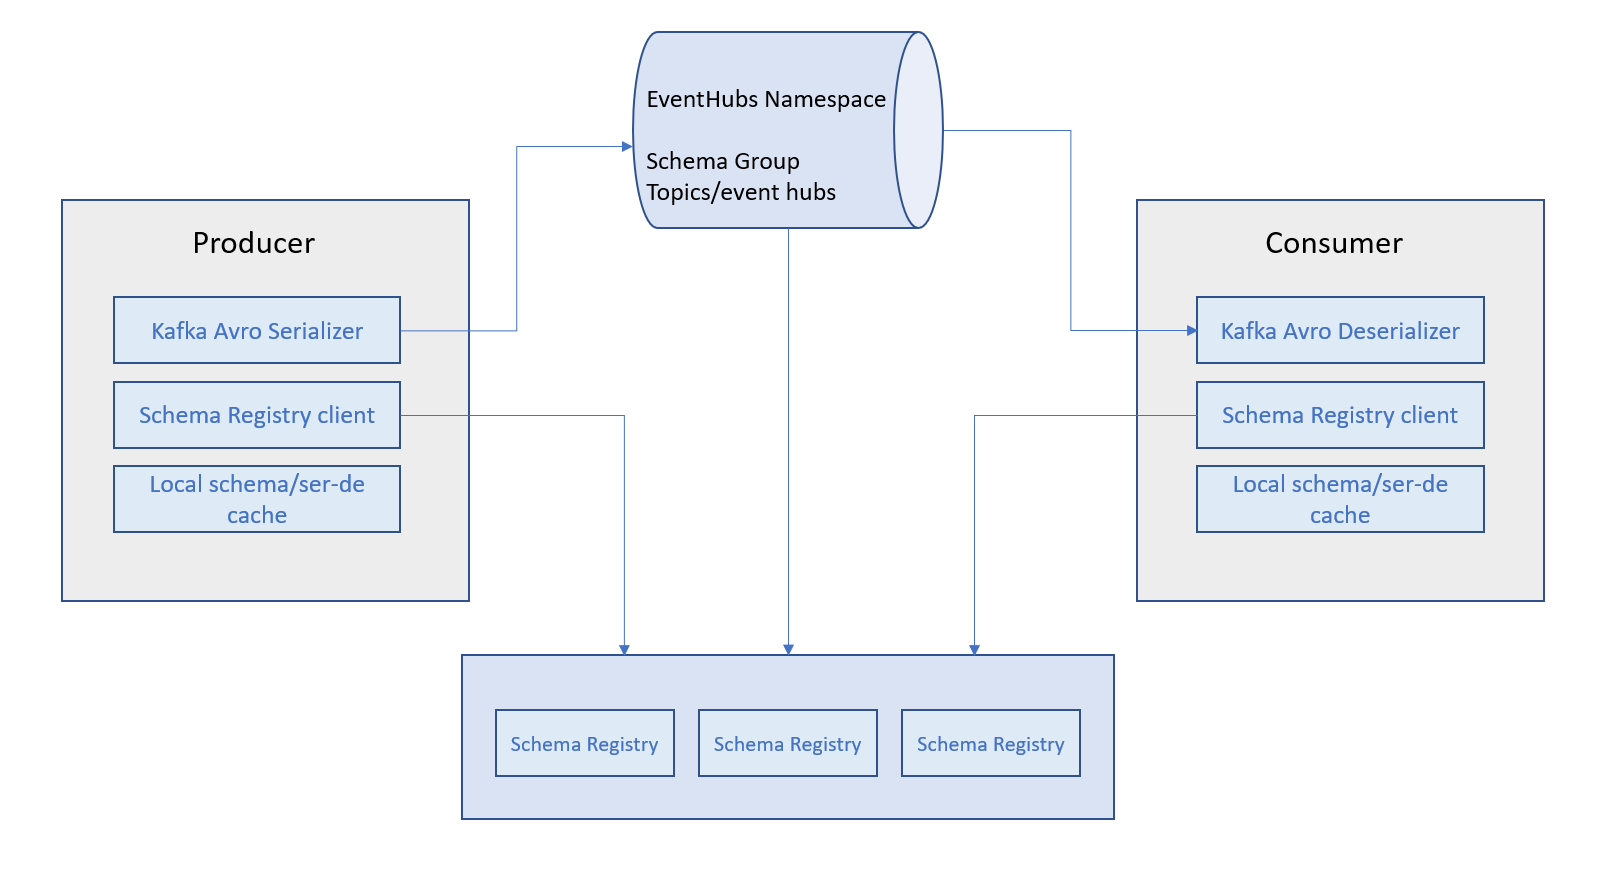 EventHubs Namespace
Schema Group
Topics/event hubs
Producer
Kafka Avro Serializer
Schema Registry client
Local schema/ser-de
cache
Consumer
Kafka Avro Deserializer
Schema Registry client
Local schema/ser-de
cache
Schema Registry
Schema Registry
Schema Registry